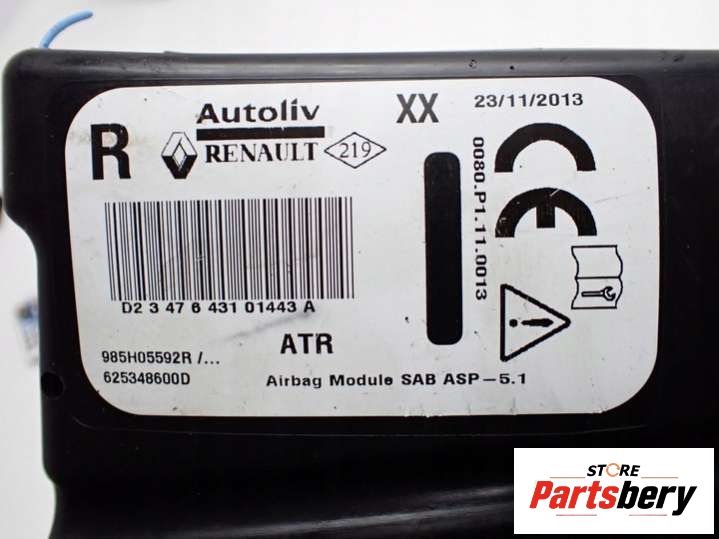 Autoliv XX 23/11/2013
R RENAULT 219
0080.P1.11.0013
CE
D2 3 47 6 431 01443 A
985H05592R /... ATR
625348600D Airbag Module SAB ASP-5.1
STORE
Partsbery